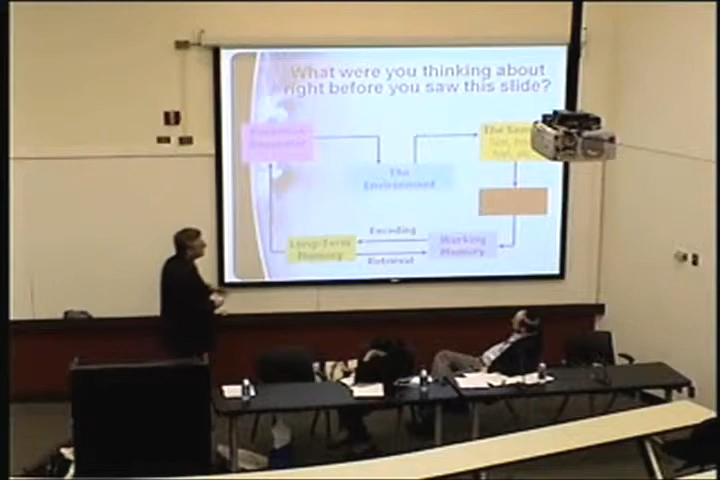 What were you thinking about
right before you saw this slide?
The
Environment
Encoding
Long-Term
Memory
Working
Memory
Retrieval